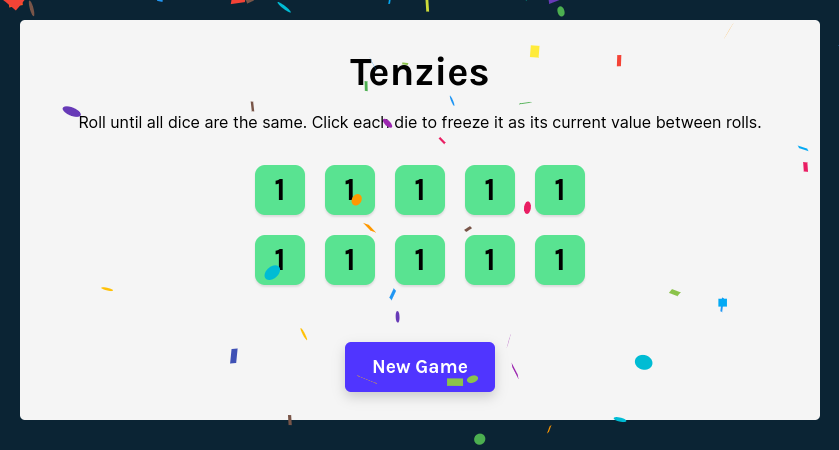 Tenzies
Roll until all dice are the same. Click each die to freeze it as its current value between rolls.
1 1 1 1 1
1 1 1 1 1
New Game